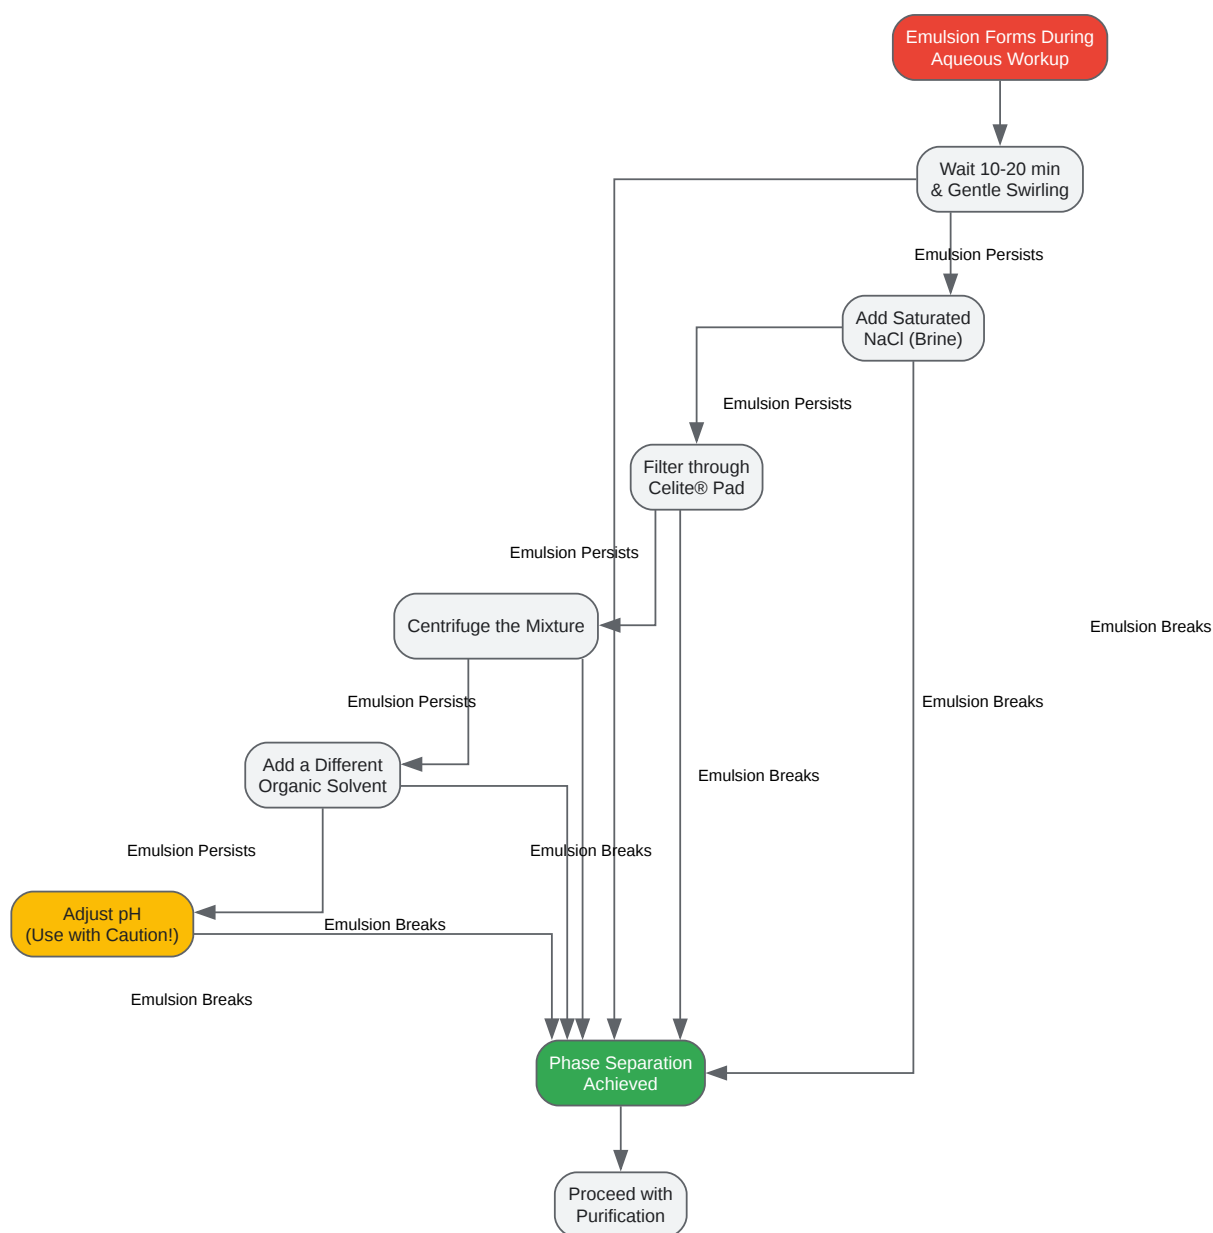 Emulsion Forms During
Aqueous Workup
Wait 10-20 min
& Gentle Swirling
Emulsion Persists
Add Saturated
NaCl (Brine)
Emulsion Persists
Filter through
Celite® Pad
Emulsion Persists
Centrifuge the Mixture
Emulsion Breaks
Emulsion Persists
Emulsion Breaks
Add a Different
Organic Solvent
Emulsion Breaks
Emulsion Persists
Emulsion Breaks
Adjust pH
(Use with Caution!)
Emulsion Breaks
Emulsion Breaks
Phase Separation
Achieved
Proceed with
Purification